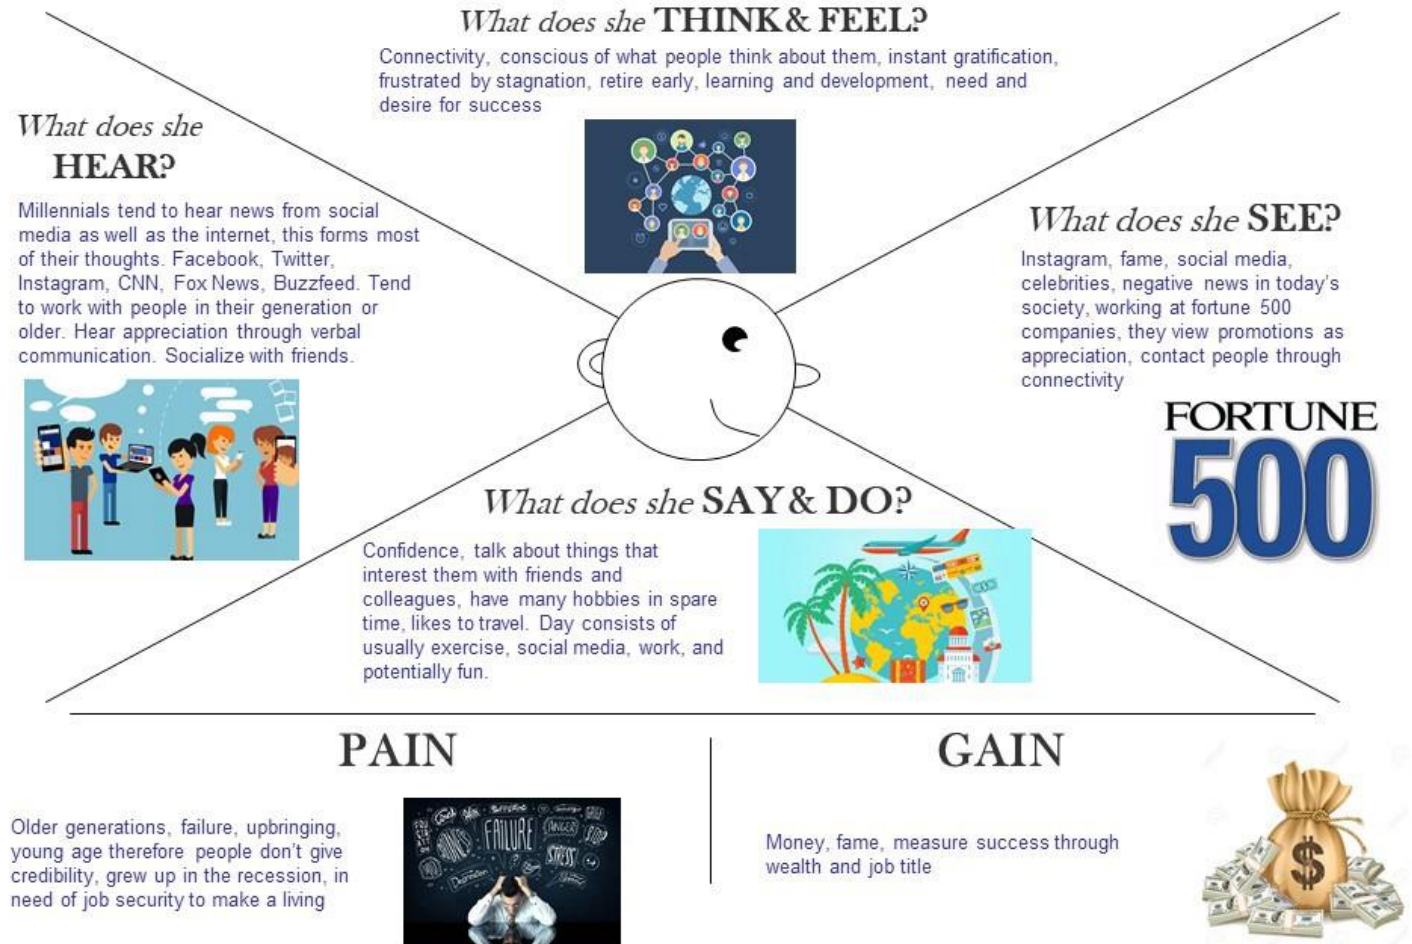 What does she THINK & FEEL?
Connectivity, conscious of what people think about them, instant gratification,
frustrated by stagnation, retire early, learning and development, need and
desire for success
What does she
HEAR?
Millennials tend to hear news from social
media as well as the internet, this forms most
of their thoughts. Facebook, Twitter,
Instagram, CNN, Fox News, Buzzfeed. Tend
to work with people in their generation or
older. Hear appreciation through verbal
communication. Socialize with friends.
What does she SEE?
Instagram, fame, social media,
celebrities, negative news in today's
society, working at fortune 500
companies, they view promotions as
appreciation, contact people through
connectivity
FORTUNE
500
What does she SAY & DO?
Confidence, talk about things that
interest them with friends and
colleagues, have many hobbies in spare
time, likes to travel. Day consists of
usually exercise, social media, work, and
potentially fun.
PAIN
Older generations, failure, upbringing,
young age therefore people don't give
credibility, grew up in the recession, in
need of job security to make a living
FAILURE
ANGER
STRESS
Depression
GAIN
Money, fame, measure success through
wealth and job title
$